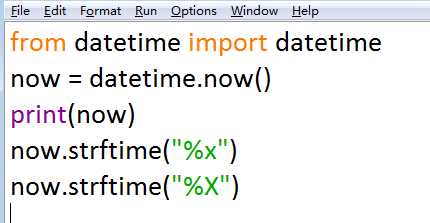 File Edit Format Run Options Window Help
from datetime import datetime
now = datetime.now()
print(now)
now.strftime("%x")
now.strftime("%X")